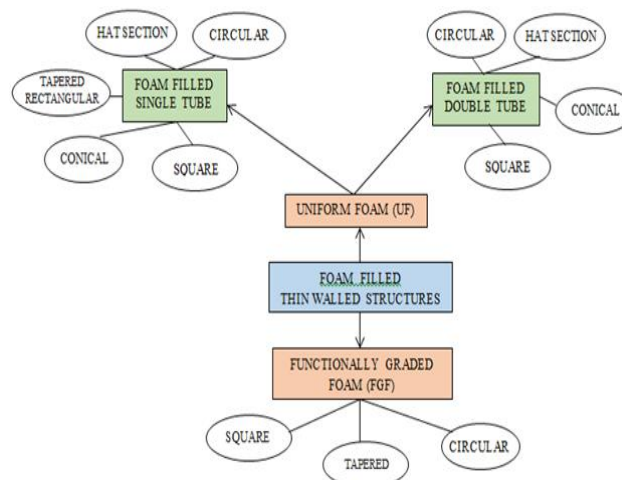 HAT SECTION
CIRCULAR
CIRCULAR
HAT SECTION
FOAM FILLED
SINGLE TUBE
FOAM FILLED
DOUBLE TUBE
TAPERED
RECTANGULAR
CONICAL
CONICAL
SQUARE
SQUARE
UNIFORM FOAM (UF)
FOAM FILLED
THIN WALLED STRUCTURES
FUNCTIONALLY GRADED
FOAM (FGF)
SQUARE
TAPERED
CIRCULAR